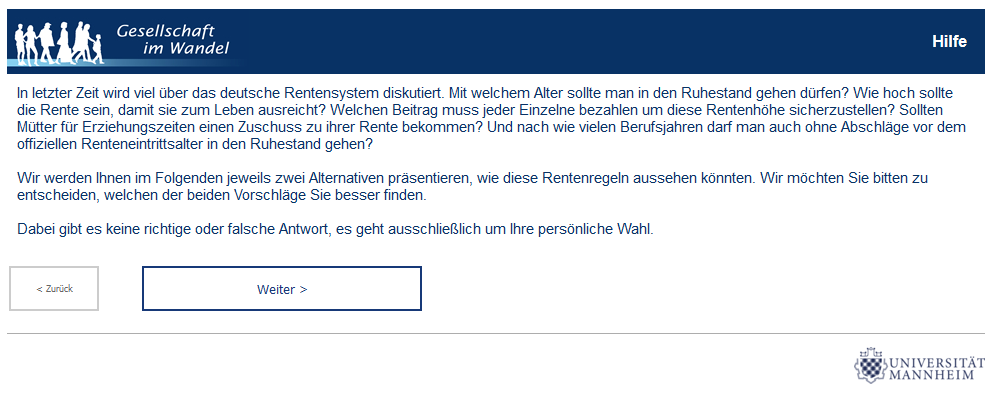 Gesellschaft
im Wandel
Hilfe
In letzter Zeit wird viel über das deutsche Rentensystem diskutiert. Mit welchem Alter sollte man in den Ruhestand gehen dürfen? Wie hoch sollte
die Rente sein, damit sie zum Leben ausreicht? Welchen Beitrag muss jeder Einzelne bezahlen um diese Rentenhöhe sicherzustellen? Sollten
Mütter für Erziehungszeiten einen Zuschuss zu ihrer Rente bekommen? Und nach wie vielen Berufsjahren darf man auch ohne Abschläge vor dem
offiziellen Renteneintrittsalter in den Ruhestand gehen?
Wir werden Ihnen im Folgenden jeweils zwei Alternativen präsentieren, wie diese Rentenregeln aussehen könnten. Wir möchten Sie bitten zu
entscheiden, welchen der beiden Vorschläge Sie besser finden.
Dabei gibt es keine richtige oder falsche Antwort, es geht ausschließlich um Ihre persönliche Wahl.
< Zurück
Weiter >
UNIVERSITÄT
MANNHEIM